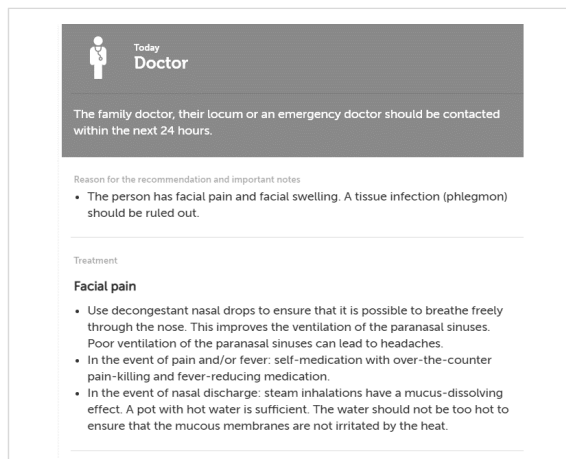 Today
Doctor
The family doctor, their locum or an emergency doctor should be contacted
within the next 24 hours.
Reason for the recommendation and important notes
• The person has facial pain and facial swelling. A tissue infection (phlegmon)
should be ruled out.
Treatment
Facial pain
• Use decongestant nasal drops to ensure that it is possible to breathe freely
through the nose. This improves the ventilation of the paranasal sinuses.
Poor ventilation of the paranasal sinuses can lead to headaches.
• In the event of pain and/or fever: self-medication with over-the-counter
pain-killing and fever-reducing medication.
• In the event of nasal discharge: steam inhalations have a mucus-dissolving
effect. A pot with hot water is sufficient. The water should not be too hot to
ensure that the mucous membranes are not irritated by the heat.